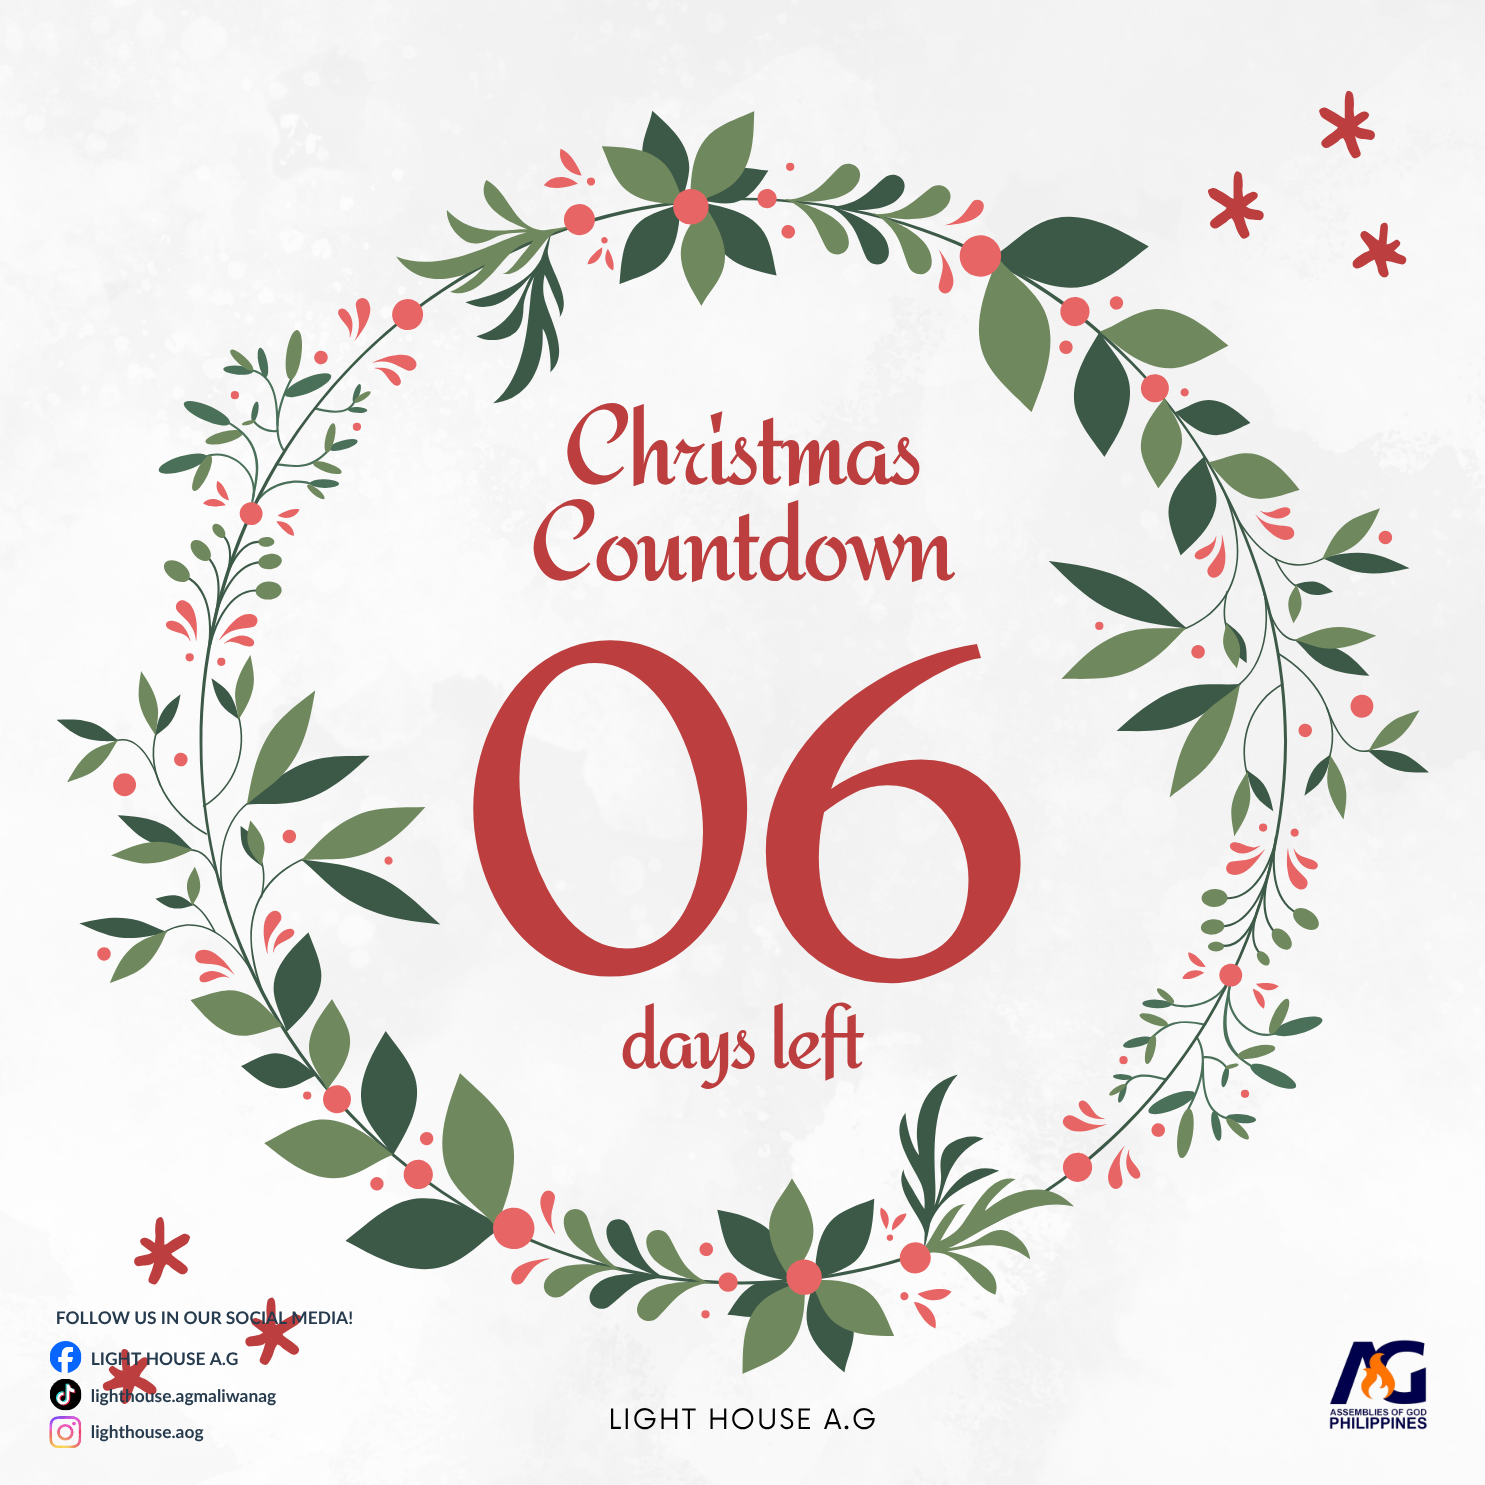 Christmas
Countdown
06
days left
FOLLOW US IN OUR SOCIAL MEDIA!
LIGHT HOUSE A.G
lighthouse.agmaliwanag
lighthouse.aog
LIGHT HOUSE A.G
AG
ASSEMBLIES OF GOD
PHILIPPINES